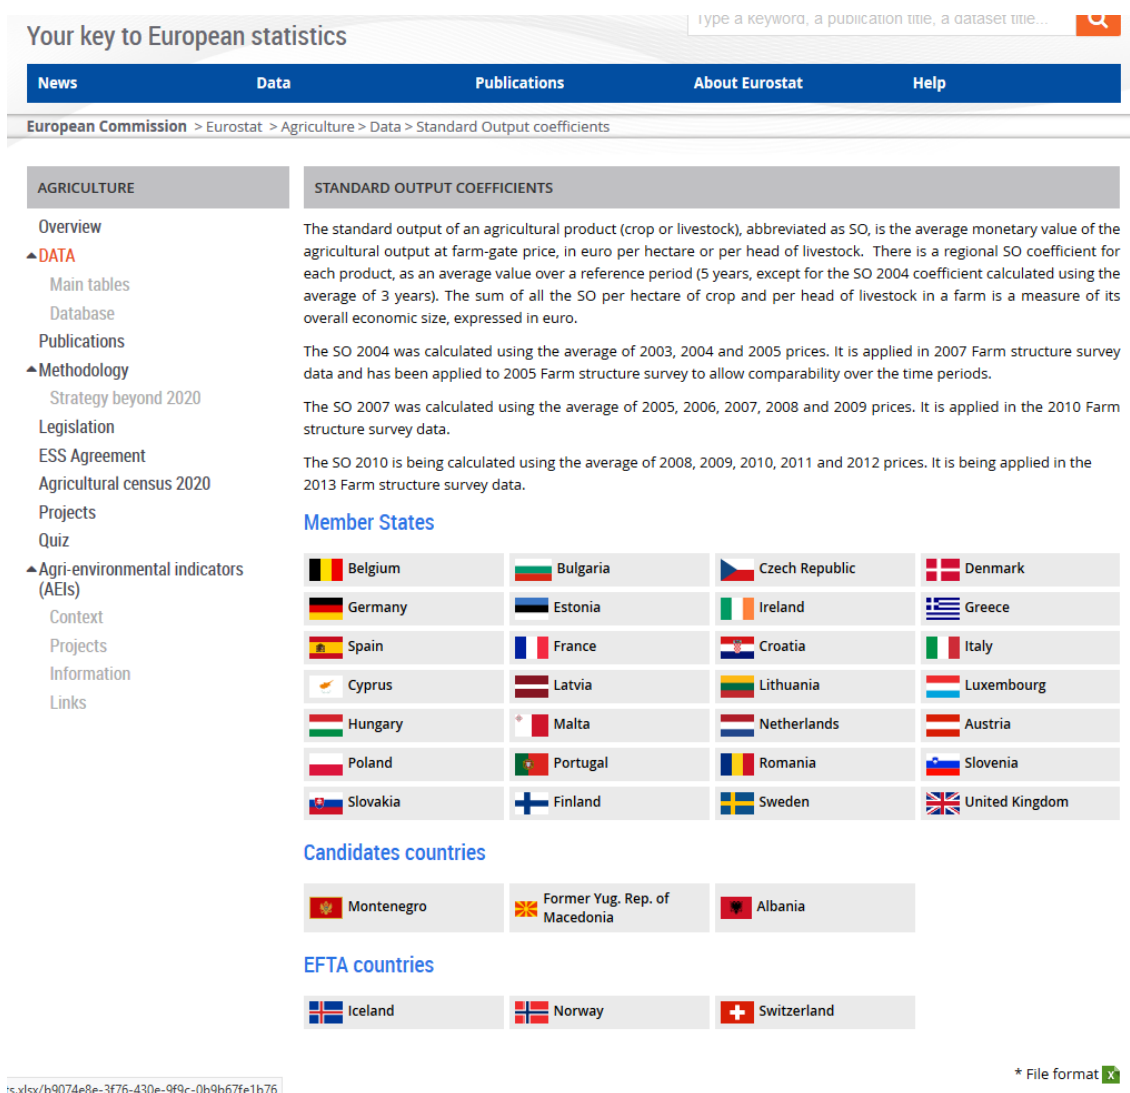 Your key to European statistics
Type a keyword, a publication title, a dataset title...
News Data Publications About Eurostat Help
European Commission > Eurostat > Agriculture > Data > Standard Output coefficients
AGRICULTURE
Overview
DATA
Main tables
Database
Publications
Methodology
Strategy beyond 2020
Legislation
ESS Agreement
Agricultural census 2020
Projects
Quiz
Agri-environmental indicators
(AEIs)
Context
Projects
Information
Links
STANDARD OUTPUT COEFFICIENTS
The standard output of an agricultural product (crop or livestock), abbreviated as SO, is the average monetary value of the
agricultural output at farm-gate price, in euro per hectare or per head of livestock. There is a regional SO coefficient for
each product, as an average value over a reference period (5 years, except for the SO 2004 coefficient calculated using the
average of 3 years). The sum of all the SO per hectare of crop and per head of livestock in a farm is a measure of its
overall economic size, expressed in euro.
The SO 2004 was calculated using the average of 2003, 2004 and 2005 prices. It is applied in 2007 Farm structure survey
data and has been applied to 2005 Farm structure survey to allow comparability over the time periods.
The SO 2007 was calculated using the average of 2005, 2006, 2007, 2008 and 2009 prices. It is applied in the 2010 Farm
structure survey data.
The SO 2010 is being calculated using the average of 2008, 2009, 2010, 2011 and 2012 prices. It is being applied in the
2013 Farm structure survey data.
Member States
Belgium Bulgaria Czech Republic Denmark
Germany Estonia Ireland Greece
Spain France Croatia Italy
Cyprus Latvia Lithuania Luxembourg
Hungary Malta Netherlands Austria
Poland Portugal Romania Slovenia
Slovakia Finland Sweden United Kingdom
Candidates countries
Montenegro Former Yug. Rep. of
Macedonia Albania
EFTA countries
Iceland Norway Switzerland
* File format
ts.xlsx/b9074e8e-3f76-430e-9f9c-0b9b67fe1b76